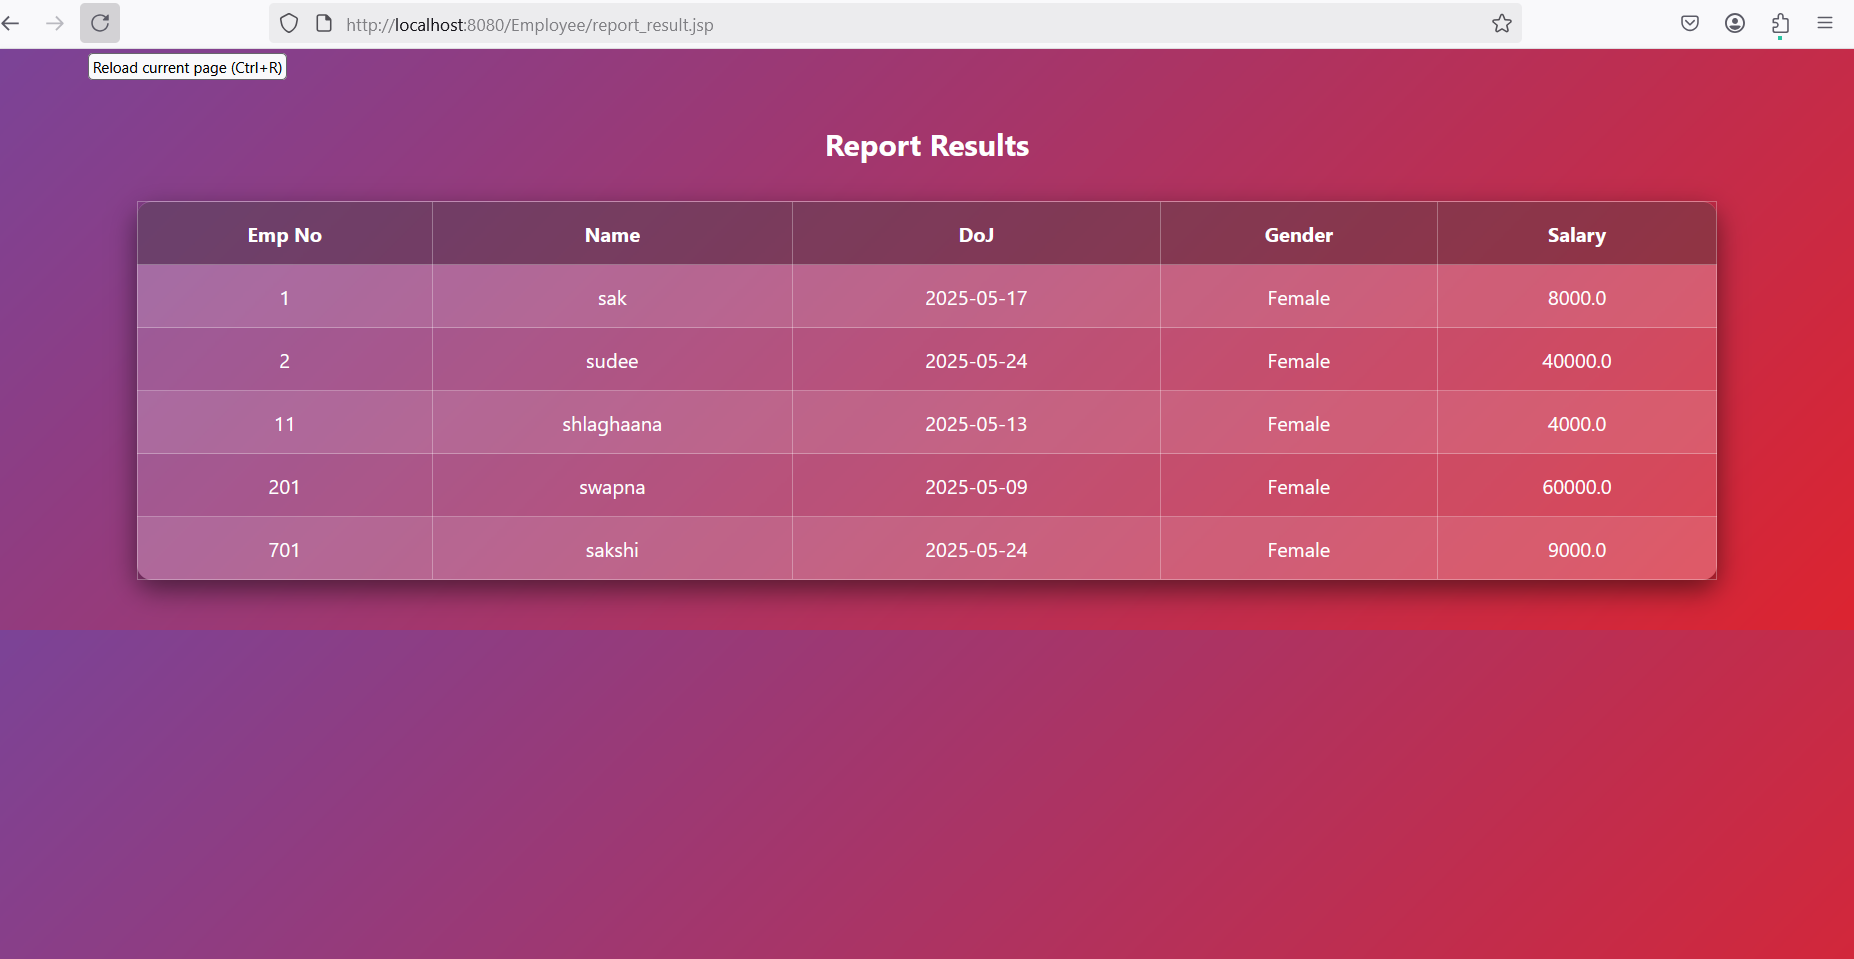 http://localhost:8080/Employee/report_result.jsp
Reload current page (Ctrl+R)
Report Results
Emp No Name DoJ Gender Salary
1 sak 2025-05-17 Female 8000.0
2 sudee 2025-05-24 Female 40000.0
11 shlaghaana 2025-05-13 Female 4000.0
201 swapna 2025-05-09 Female 60000.0
701 sakshi 2025-05-24 Female 9000.0